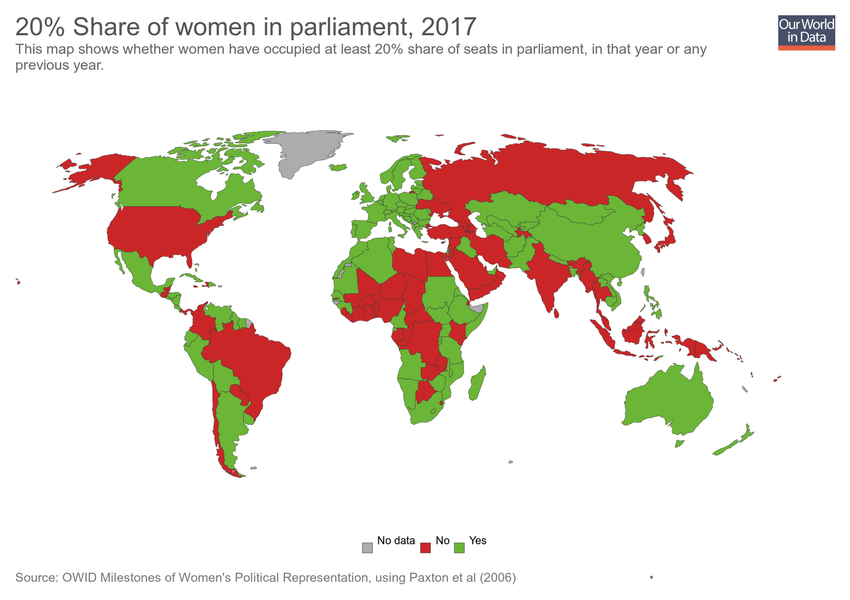 20% Share of women in parliament, 2017
Our World
in Data
This map shows whether women have occupied at least 20% share of seats in parliament, in that year or any
previous year.
No data No Yes
Source: OWID Milestones of Women's Political Representation, using Paxton et al (2006)